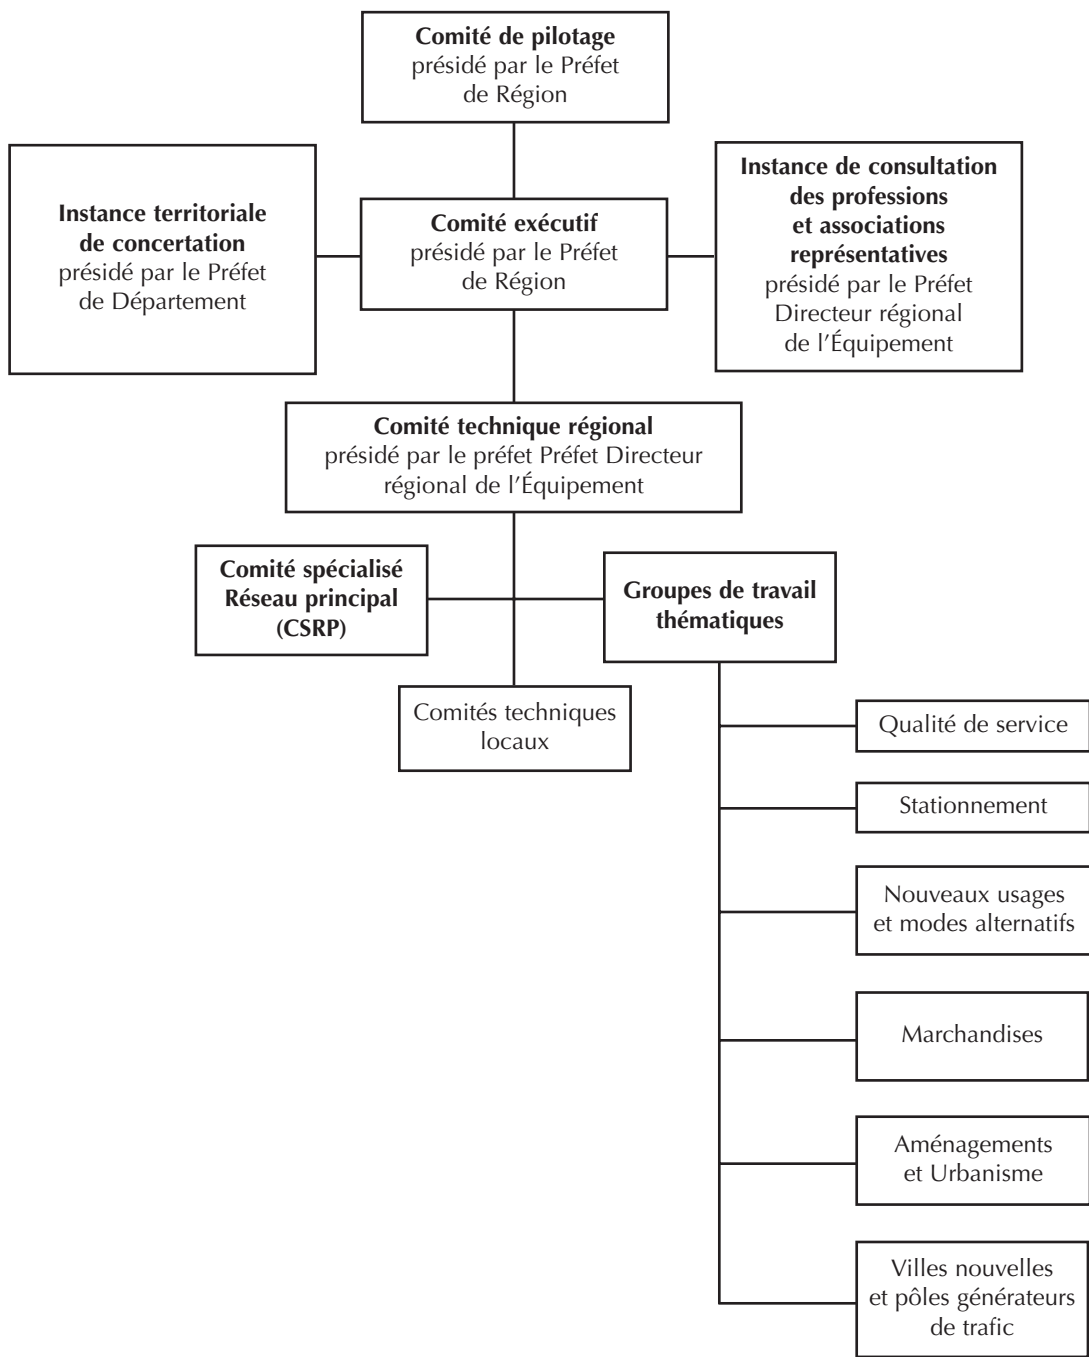 Comité de pilotage
présidé par le Préfet
de Région
Instance territoriale
de concertation
présidé par le Préfet
de Département
Comité exécutif
présidé par le Préfet
de Région
Instance de consultation
des professions
et associations
représentatives
présidé par le Préfet
Directeur régional
de l'Équipement
Comité technique régional
présidé par le préfet Préfet Directeur
régional de l'Équipement
Comité spécialisé
Réseau principal
(CSRP)
Groupes de travail
thématiques
Comités techniques
locaux
Qualité de service
Stationnement
Nouveaux usages
et modes alternatifs
Marchandises
Aménagements
et Urbanisme
Villes nouvelles
et pôles générateurs
de trafic